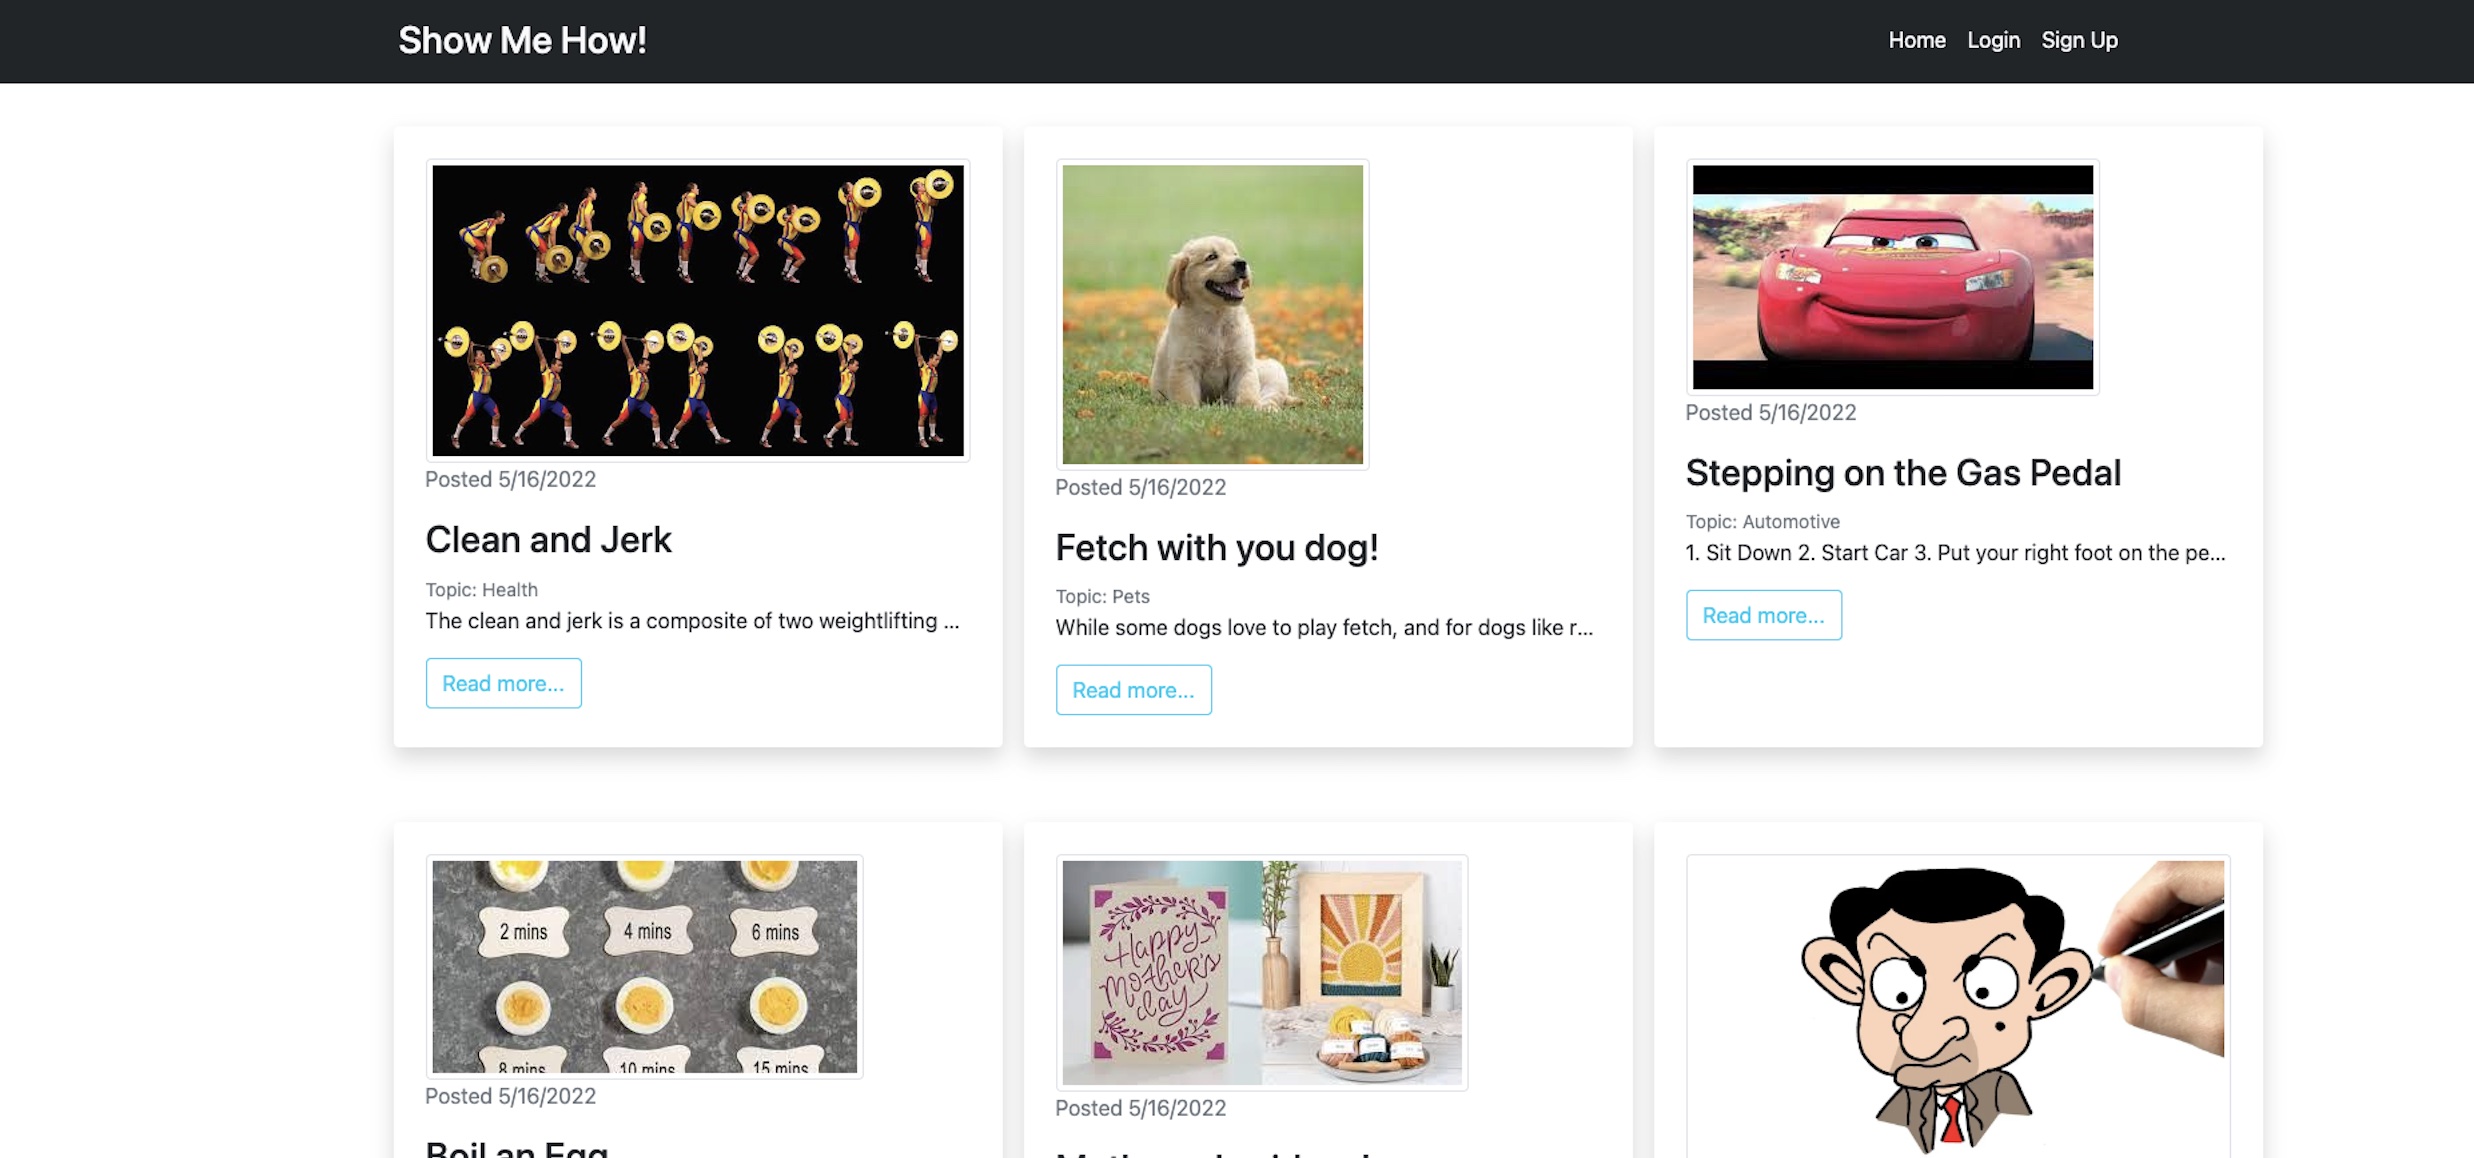 Show Me How!
Home Login Sign Up
Posted 5/16/2022
Clean and Jerk
Topic: Health
The clean and jerk is a composite of two weightlifting ...
Read more...
Posted 5/16/2022
Fetch with you dog!
Topic: Pets
While some dogs love to play fetch, and for dogs like r...
Read more...
Posted 5/16/2022
Stepping on the Gas Pedal
Topic: Automotive
1. Sit Down 2. Start Car 3. Put your right foot on the pe...
Read more...
2 mins 4 mins 6 mins
8 mins 10 mins 15 mins
Posted 5/16/2022
Boil an Egg
Happy
Mother's
day
Posted 5/16/2022